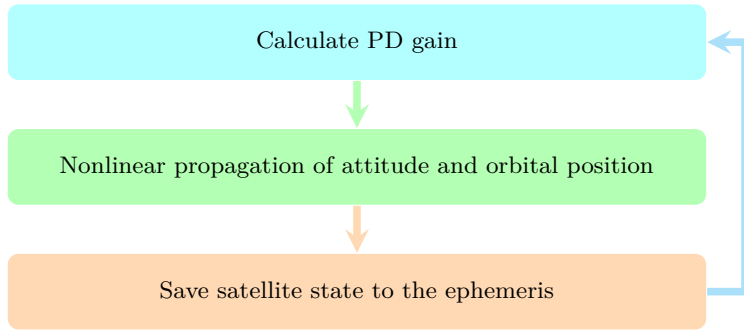 Calculate PD gain
Nonlinear propagation of attitude and orbital position
Save satellite state to the ephemeris